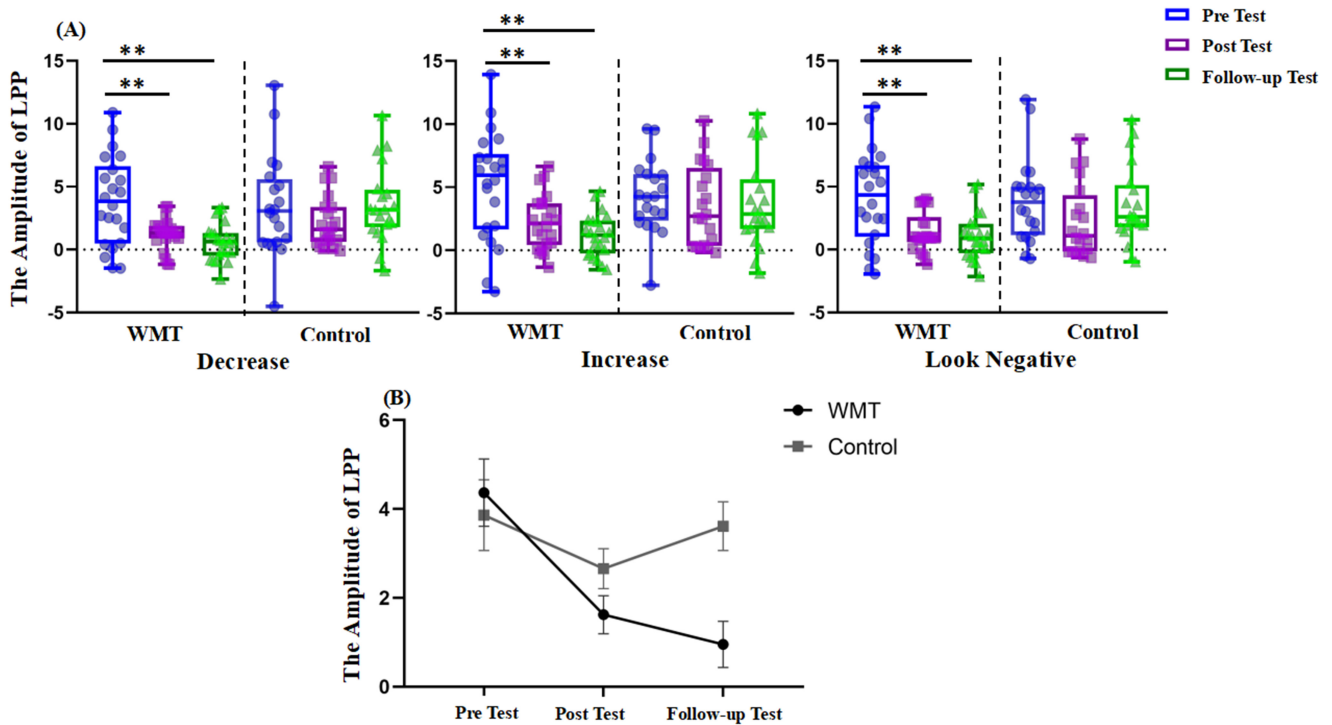 (A)
Pre Test
Post Test
Follow-up Test
The Amplitude of LPP
15
10
5
0
-5
**
**
WMT
Control
Decrease
15
10
5
0
-5
**
**
WMT
Control
Increase
15
10
5
0
-5
**
**
WMT
Control
Look Negative
(B)
WMT
Control
The Amplitude of LPP
6
4
2
0
Pre Test
Post Test
Follow-up Test